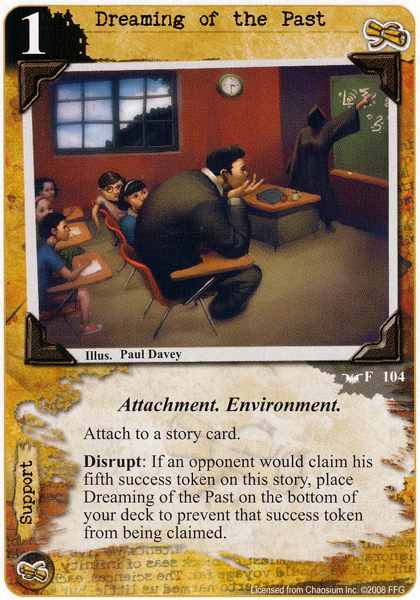 1
Dreaming of the Past
Illus. Paul Davey
F 104
Attachment. Environment.
Attach to a story card.
Disrupt: If an opponent would claim his
fifth success token on this story, place
Dreaming of the Past on the bottom of
your deck to prevent that success token
from being claimed.
Support
Licensed from Chaosium Inc. ©2008 FFG